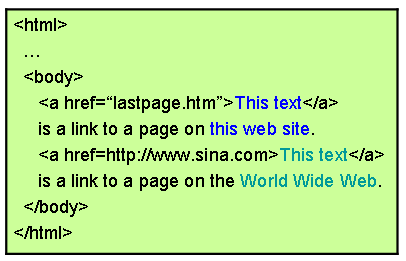 <html>
...
<body>
<a href=“lastpage.htm”>This text</a>
is a link to a page on this web site.
<a href=http://www.sina.com>This text</a>
is a link to a page on the World Wide Web.
</body>
</html>